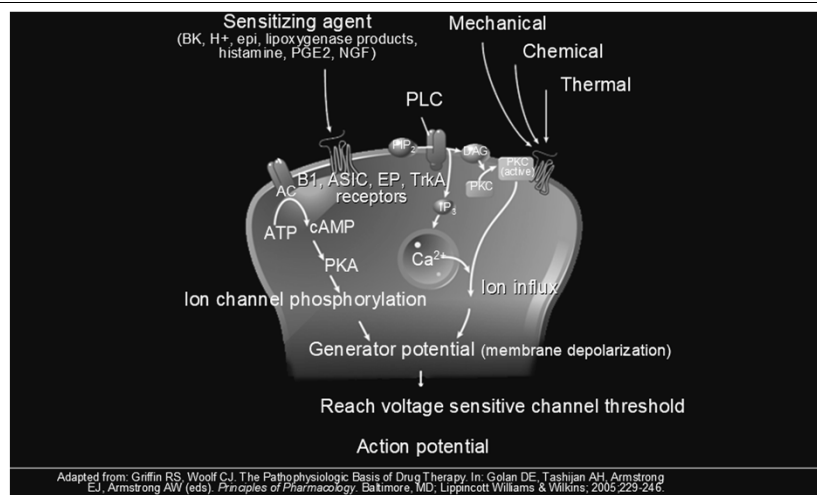 Sensitizing agent
(BK, H+, epi, lipoxygenase products,
histamine, PGE2, NGF)
Mechanical
Chemical
Thermal
PLC
PIP2
DAG
PKC
(active)
PKC
AC
B1, ASIC, EP, TrkA
receptors
IP3
ATP
cAMP
Ca2+
PKA
Ion influx
Ion channel phosphorylation
Generator potential (membrane depolarization)
Reach voltage sensitive channel threshold
Action potential
Adapted from: Griffin RS, Woolf CJ. The Pathophysiologic Basis of Drug Therapy. In: Golan DE, Tashijan AH, Armstrong
EJ, Armstrong AW (eds). Principles of Pharmacology. Baltimore, MD; Lippincott Williams & Wilkins; 2005;229-246.